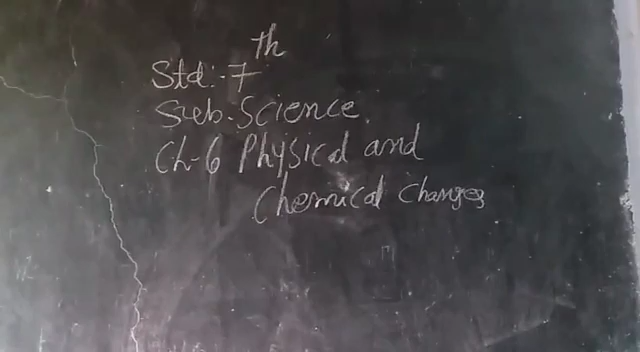 Std:-7th
Sub-Science
Ch-6 Physical and
Chemical Changes